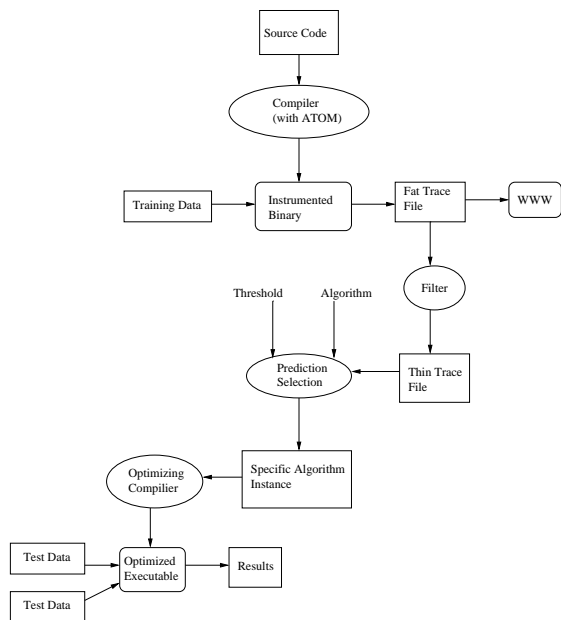 Source Code
Compiler
(with ATOM)
Training Data
Instrumented
Binary
Fat Trace
File
WWW
Filter
Threshold
Algorithm
Prediction
Selection
Thin Trace
File
Optimizing
Compilier
Specific Algorithm
Instance
Test Data
Optimized
Executable
Results
Test Data